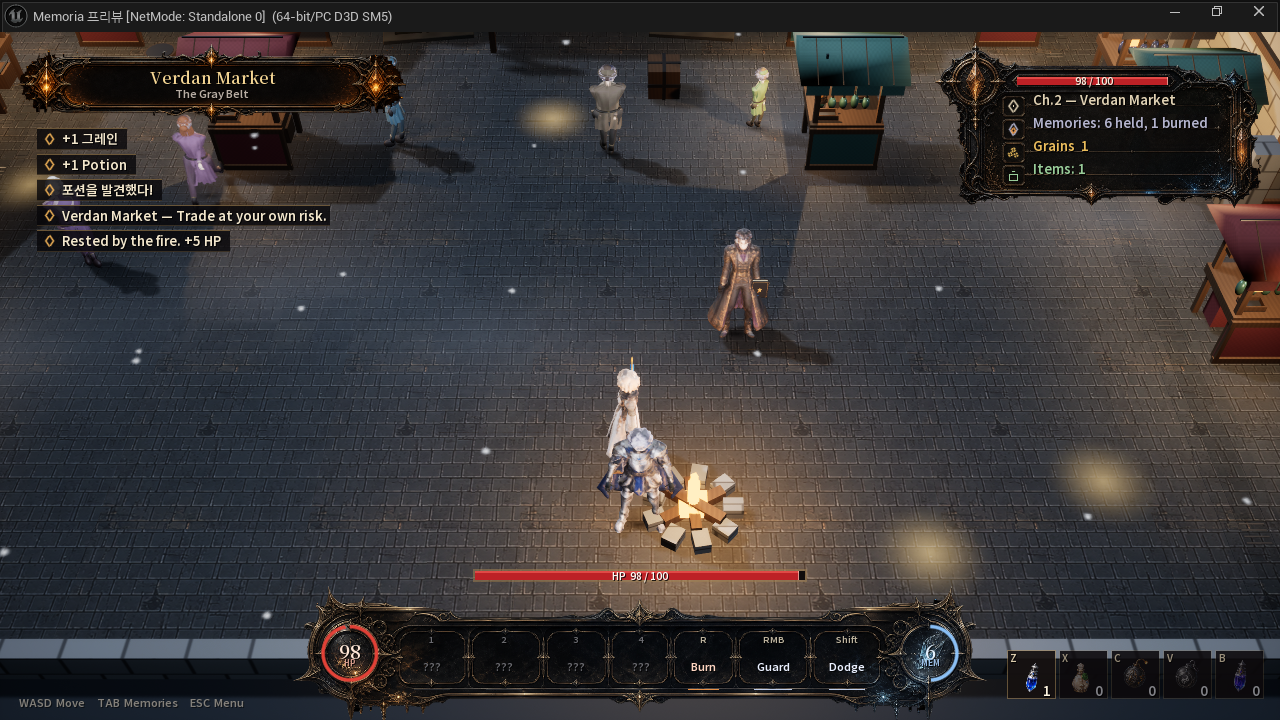 Memoria 프리뷰 [NetMode: Standalone 0] (64-bit/PC D3D SM5)
Verdan Market
The Gray Belt
98 / 100
Ch.2 — Verdan Market
Memories: 6 held, 1 burned
Grains 1
Items: 1
+1 그레인
+1 Potion
포션을 발견했다!
Verdan Market — Trade at your own risk.
Rested by the fire. +5 HP
HP 98 / 100
98
HP
1
???
2
???
3
???
4
???
R
Burn
RMB
Guard
Shift
Dodge
6
MEM
Z
1
X
0
C
0
V
0
B
0
WASD Move TAB Memories ESC Menu